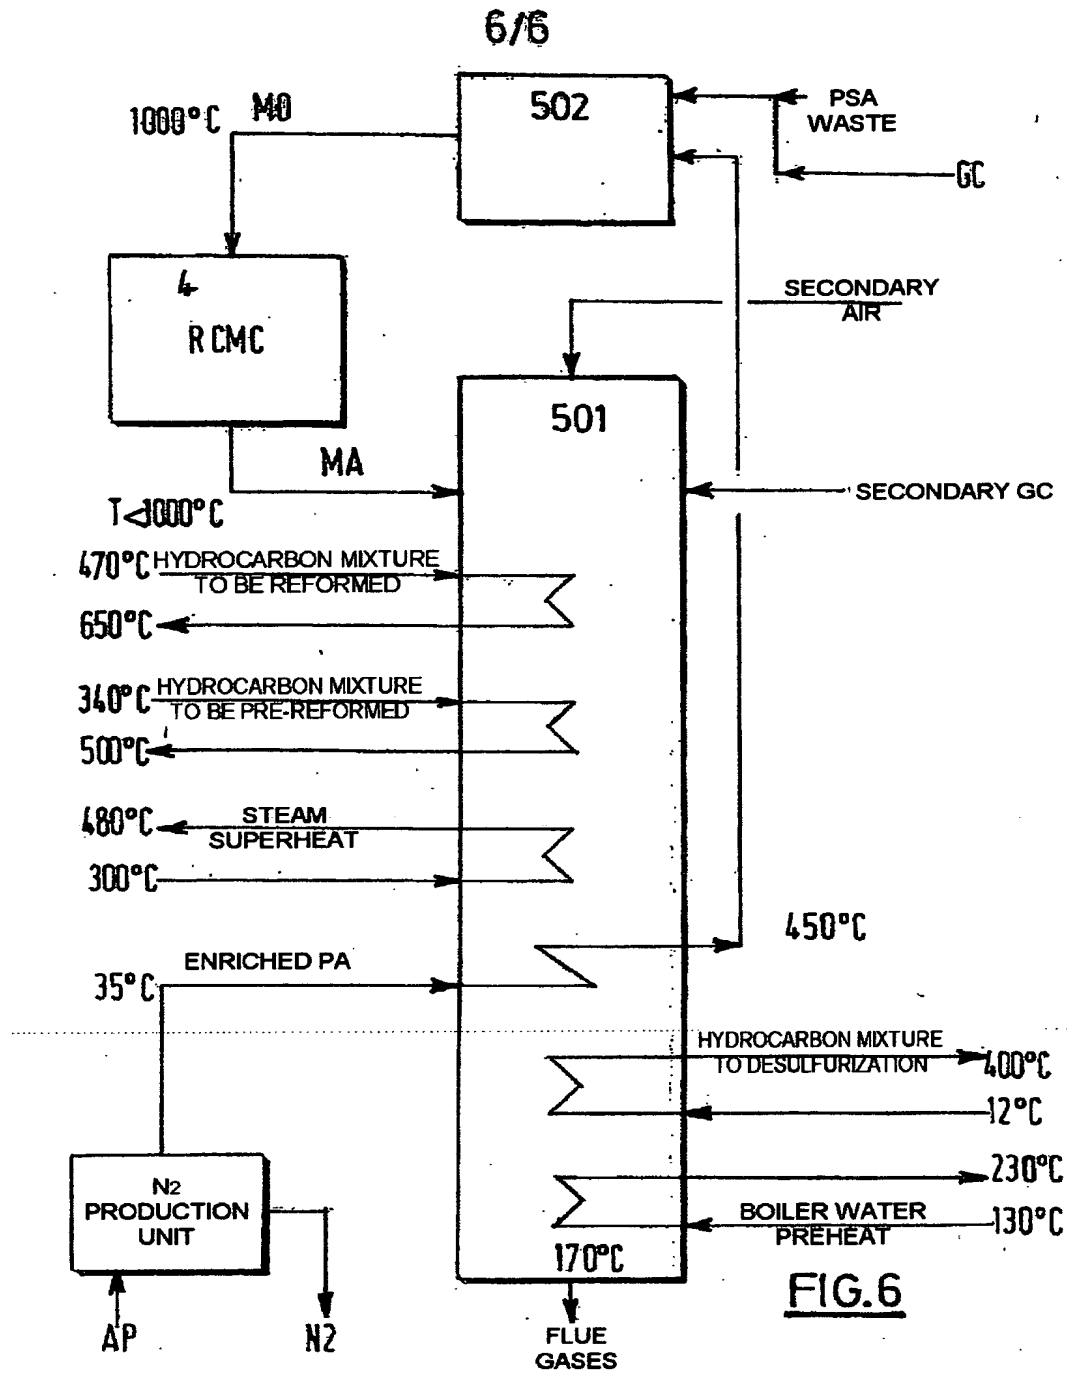 6/6
502
PSA
WASTE
1000°C
MO
GC
4
RCMC
SECONDARY
AIR
501
MA
SECONDARY GC
T<1000°C
470°C
HYDROCARBON MIXTURE
TO BE REFORMED
650°C
340°C
HYDROCARBON MIXTURE
TO BE PRE-REFORMED
500°C
480°C
STEAM
SUPERHEAT
300°C
450°C
ENRICHED PA
35°C
HYDROCARBON MIXTURE
TO DESULFURIZATION
400°C
12°C
230°C
N2
PRODUCTION
UNIT
BOILER WATER
PREHEAT
130°C
170°C
FIG.6
AP
N2
FLUE
GASES